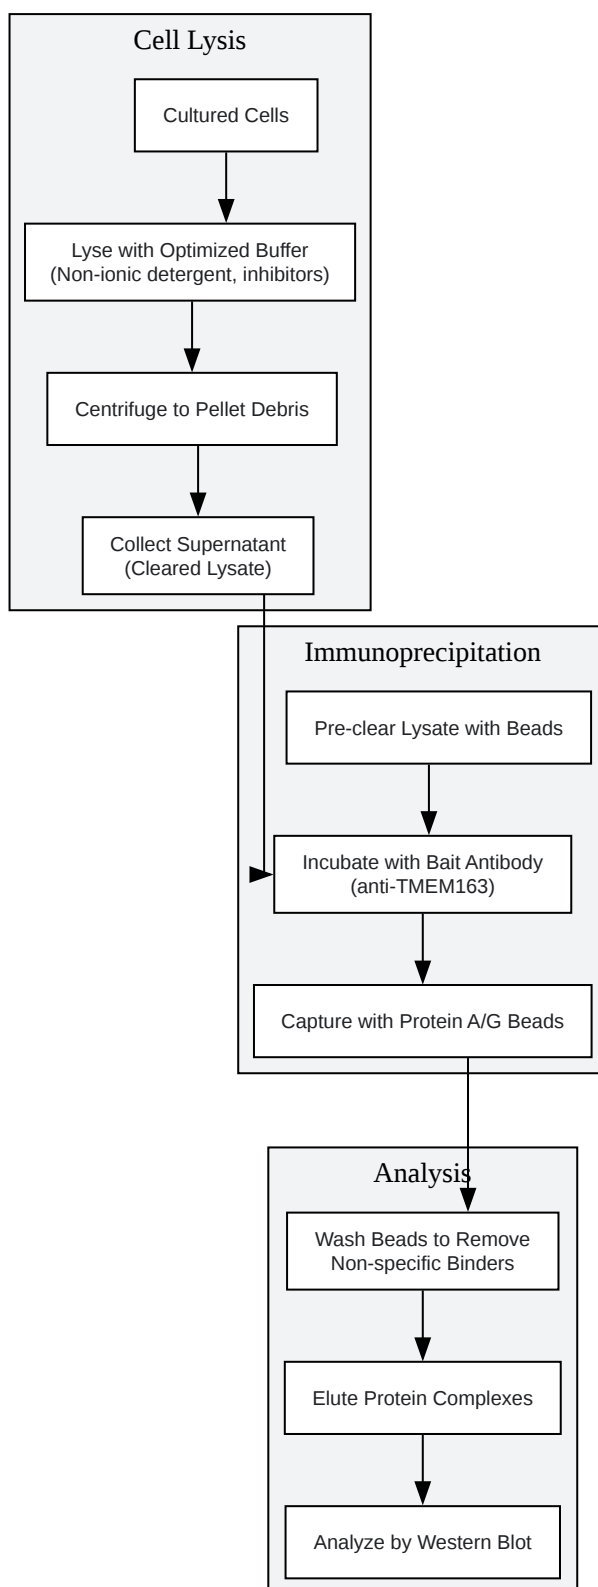 Cell Lysis
Cultured Cells
Lyse with Optimized Buffer
(Non-ionic detergent, inhibitors)
Centrifuge to Pellet Debris
Collect Supernatant
(Cleared Lysate)
Immunoprecipitation
Pre-clear Lysate with Beads
Incubate with Bait Antibody
(anti-TMEM163)
Capture with Protein A/G Beads
Analysis
Wash Beads to Remove
Non-specific Binders
Elute Protein Complexes
Analyze by Western Blot